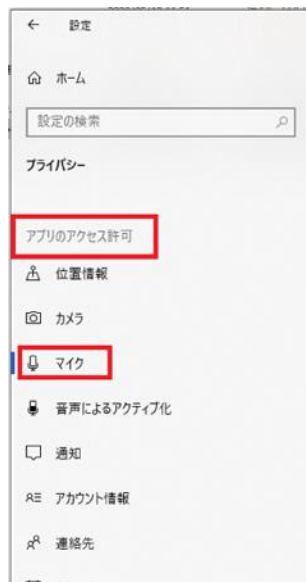 設定
ホーム
設定の検索
プライバシー
アプリのアクセス許可
位置情報
カメラ
マイク
音声によるアクティブ化
通知
アカウント情報
連絡先